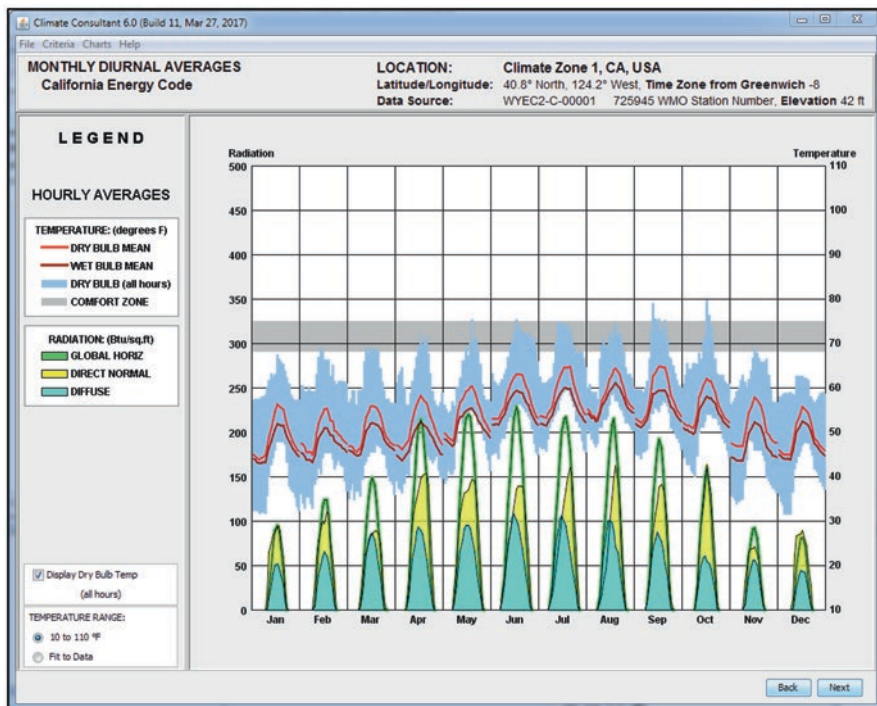 Climate Consultant 6.0 (Build 11, Mar 27, 2017)
File Criteria Charts Help
MONTHLY DIURNAL AVERAGES
California Energy Code
LOCATION: Climate Zone 1, CA, USA
Latitude/Longitude: 40.8° North, 124.2° West, Time Zone from Greenwich -8
Data Source: WYEC2-C-00001 725945 WMO Station Number, Elevation 42 ft
LEGEND
HOURLY AVERAGES
TEMPERATURE: (degrees F)
DRY BULB MEAN
WET BULB MEAN
DRY BULB (all hours)
COMFORT ZONE
RADIATION: (Btu/sq.ft)
GLOBAL HORIZ
DIRECT NORMAL
DIFFUSE
Display Dry Bulb Temp
(all hours)
TEMPERATURE RANGE:
10 to 110 °F
Fit to Data
Radiation Temperature
500 110
450 100
400 90
350 80
300 70
250 60
200 50
150 40
100 30
50 20
0 10
Jan Feb Mar Apr May Jun Jul Aug Sep Oct Nov Dec
Back Next